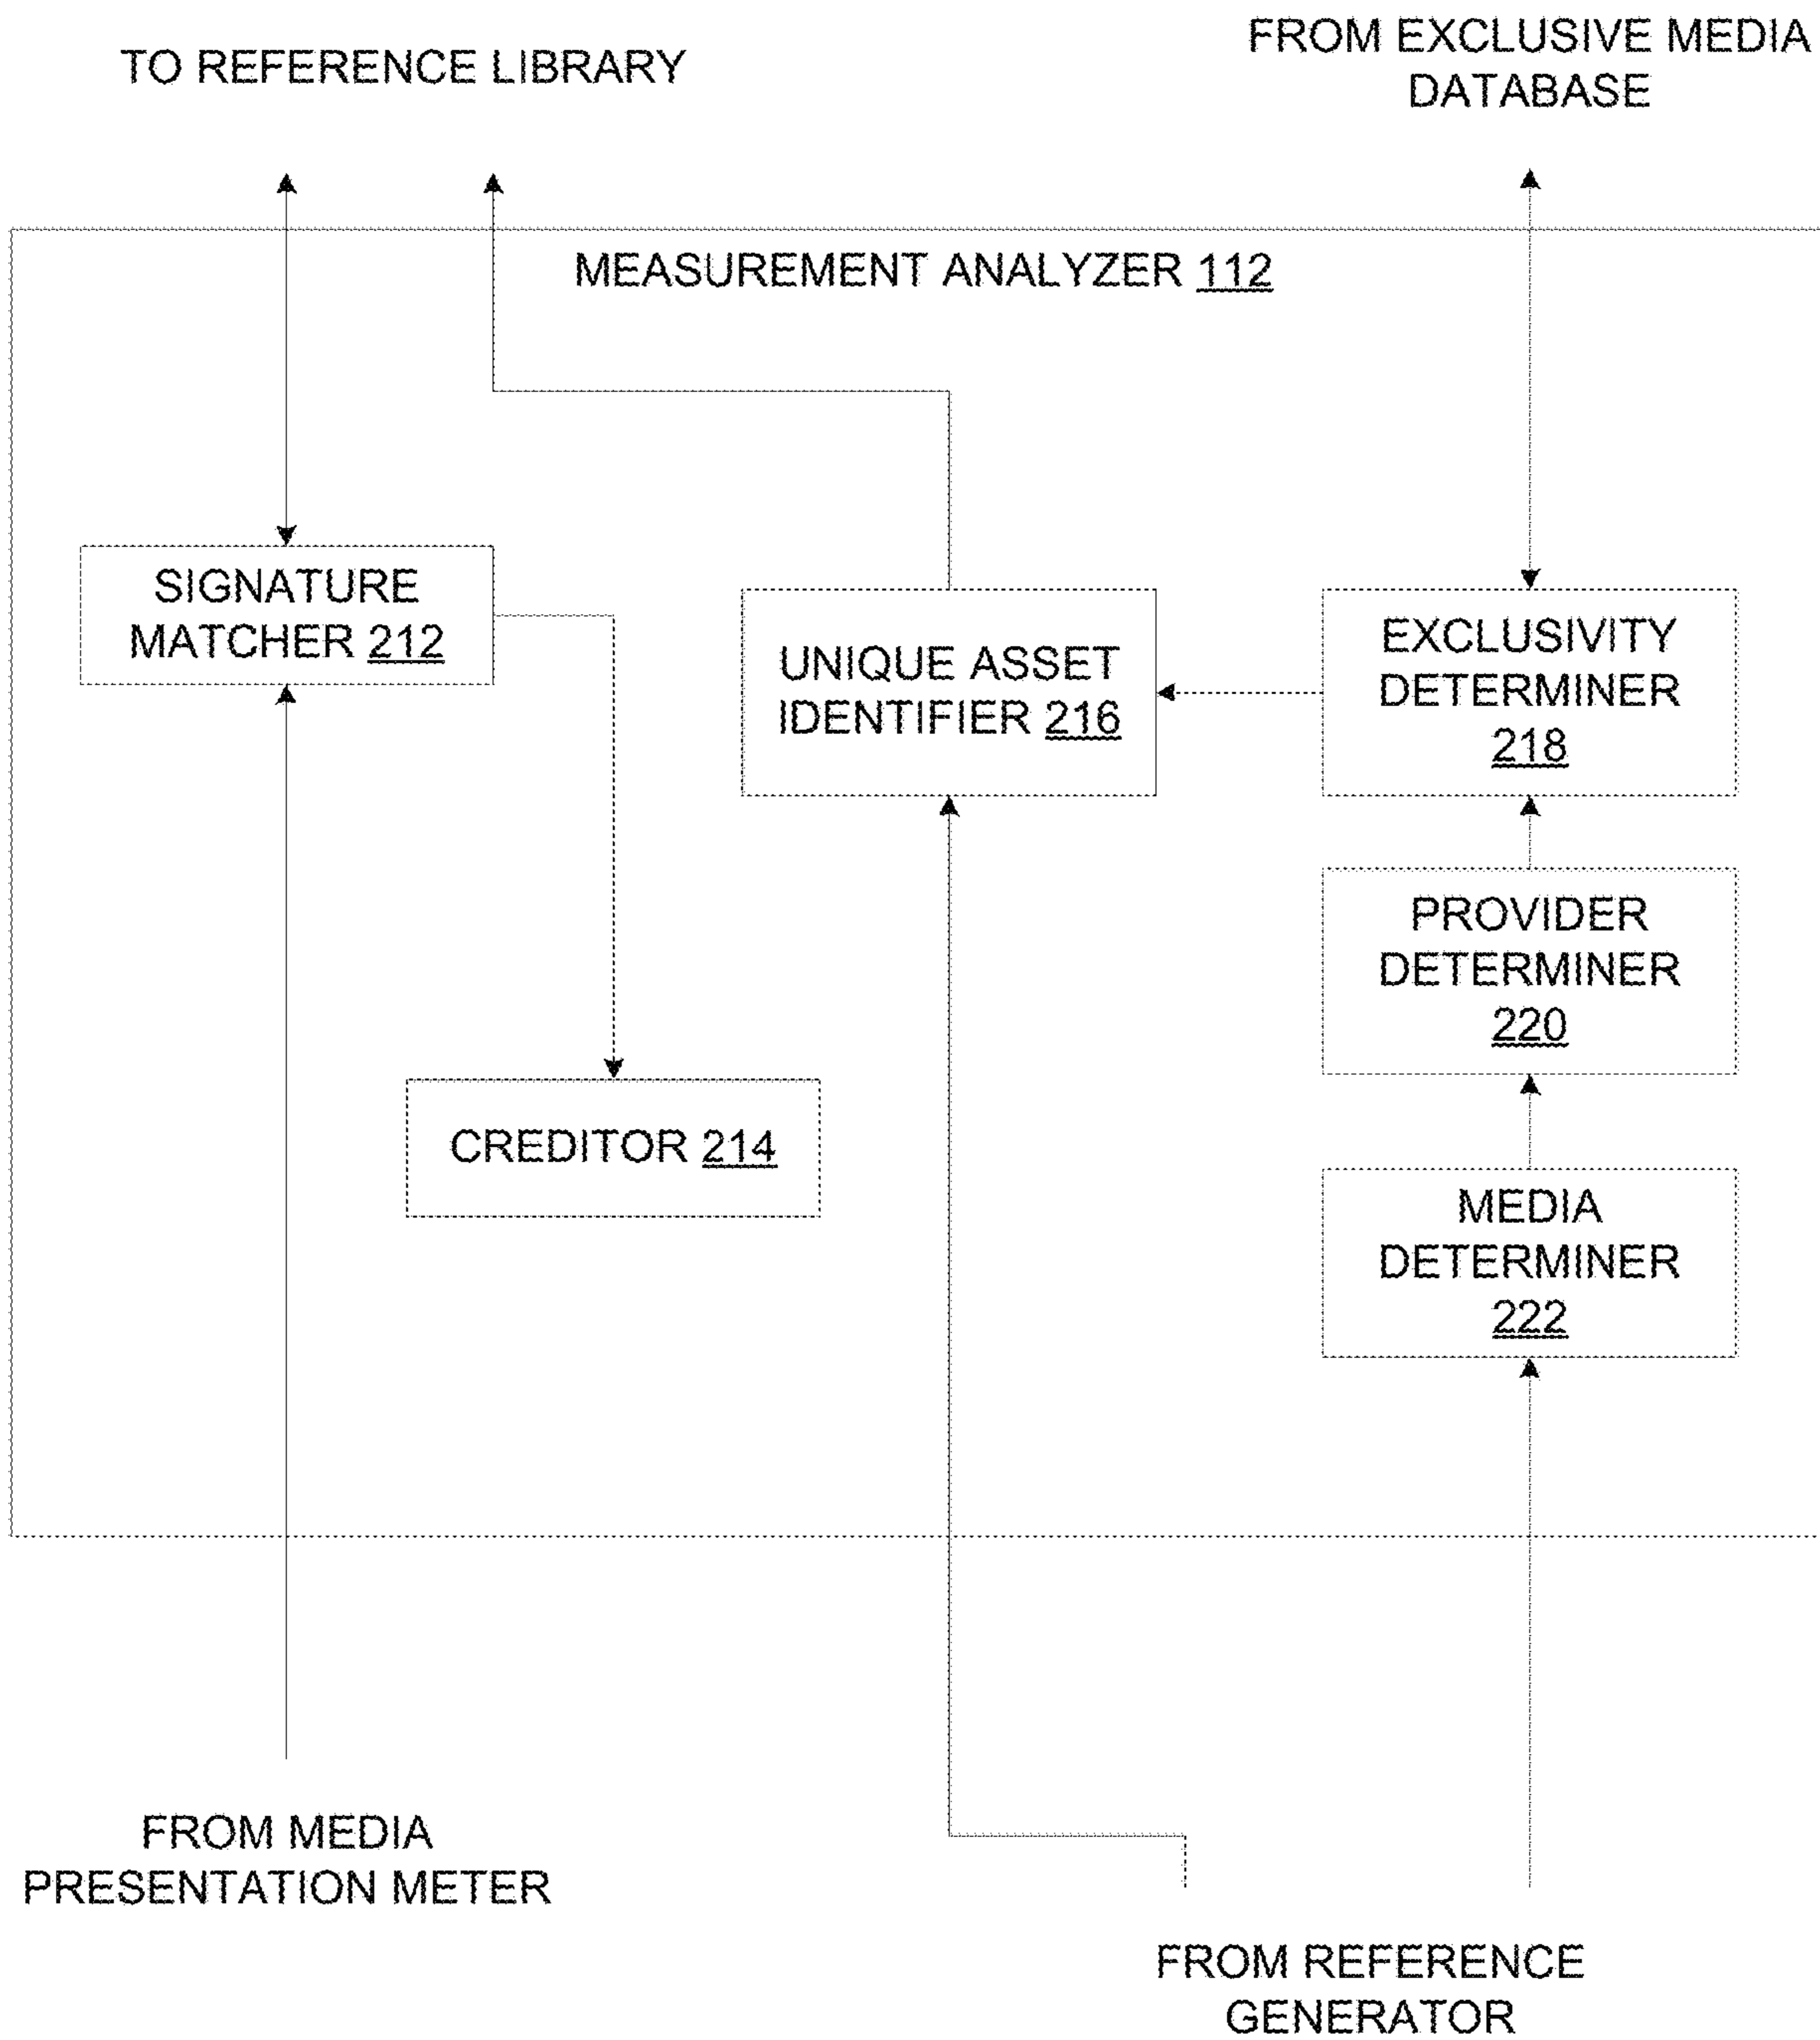 TO REFERENCE LIBRARY
FROM EXCLUSIVE MEDIA
DATABASE
MEASUREMENT ANALYZER 112
SIGNATURE
MATCHER 212
UNIQUE ASSET
IDENTIFIER 216
EXCLUSIVITY
DETERMINER
218
PROVIDER
DETERMINER
220
CREDITOR 214
MEDIA
DETERMINER
222
FROM MEDIA
PRESENTATION METER
FROM REFERENCE
GENERATOR